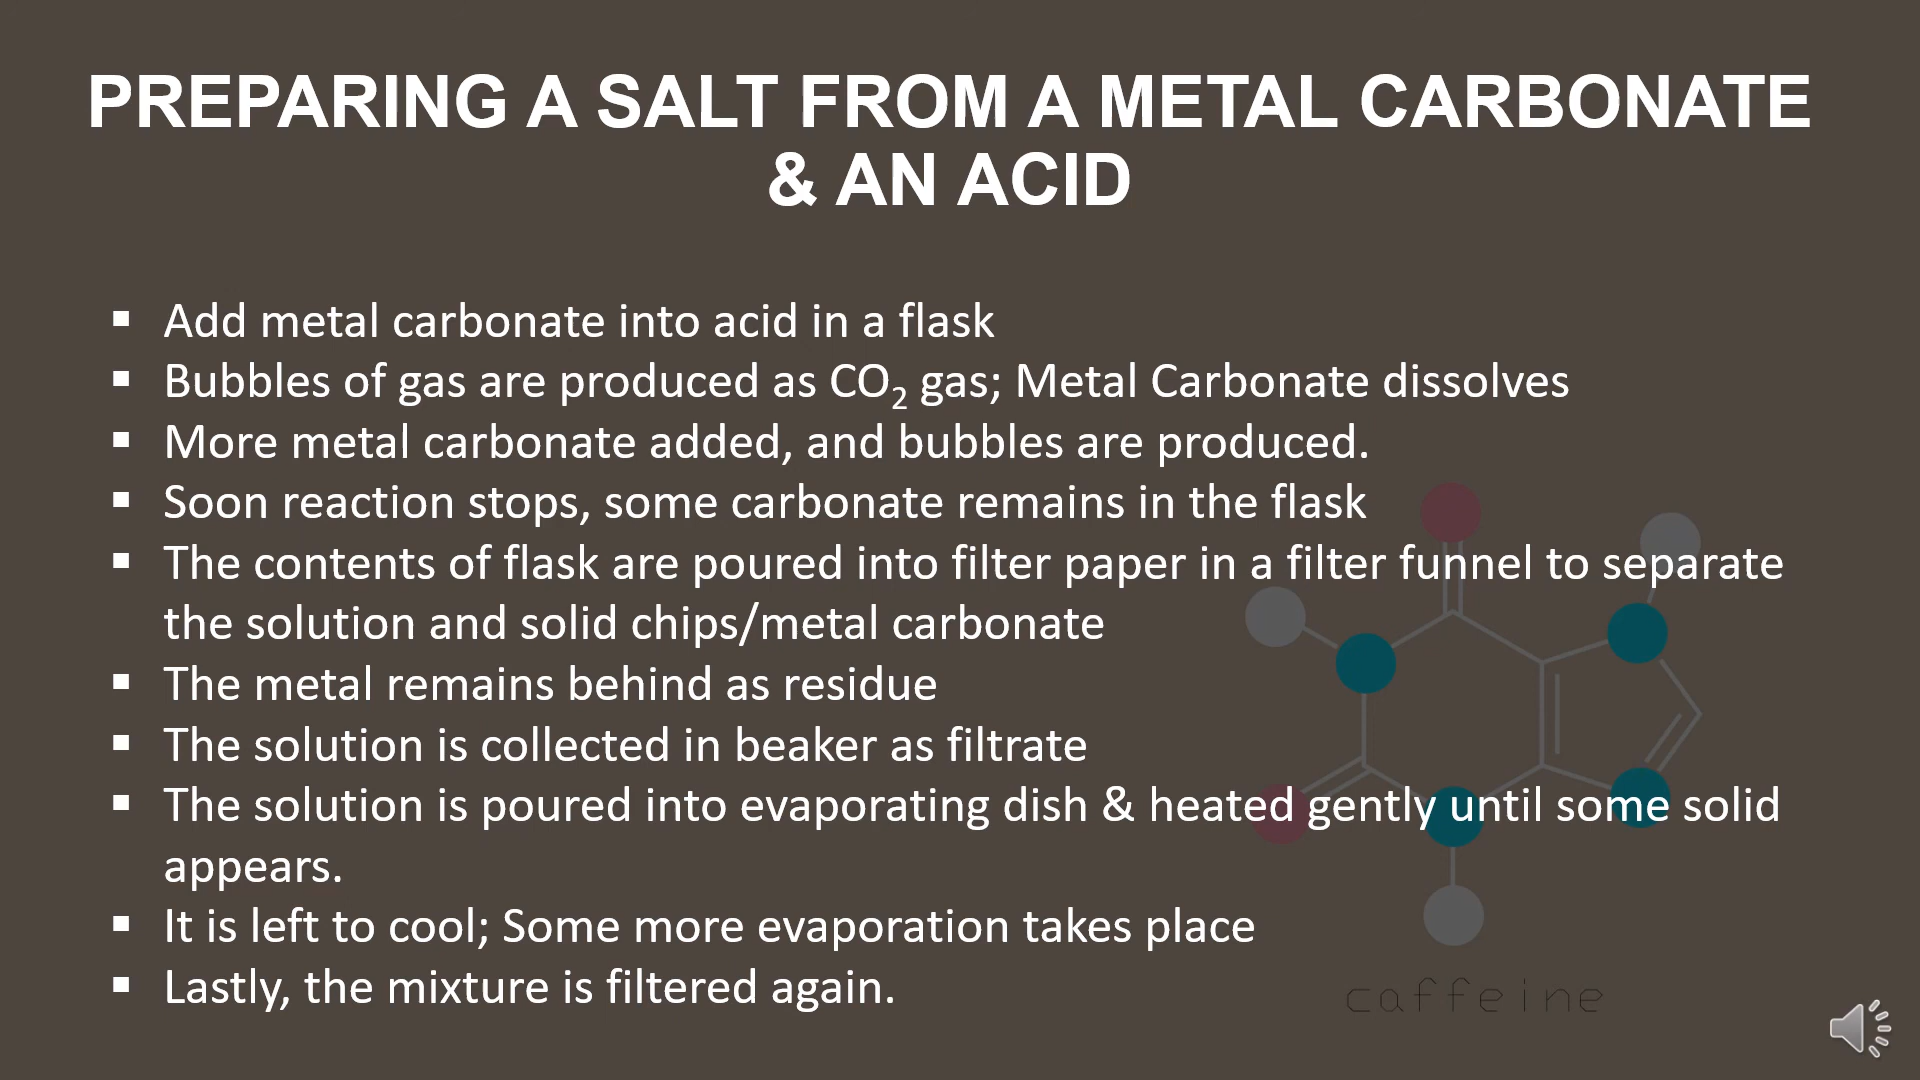 PREPARING A SALT FROM A METAL CARBONATE
& AN ACID
▪ Add metal carbonate into acid in a flask
▪ Bubbles of gas are produced as CO₂ gas; Metal Carbonate dissolves
▪ More metal carbonate added, and bubbles are produced.
▪ Soon reaction stops, some carbonate remains in the flask
▪ The contents of flask are poured into filter paper in a filter funnel to separate
the solution and solid chips/metal carbonate
▪ The metal remains behind as residue
▪ The solution is collected in beaker as filtrate
▪ The solution is poured into evaporating dish & heated gently until some solid
appears.
▪ It is left to cool; Some more evaporation takes place
▪ Lastly, the mixture is filtered again.
caffeine